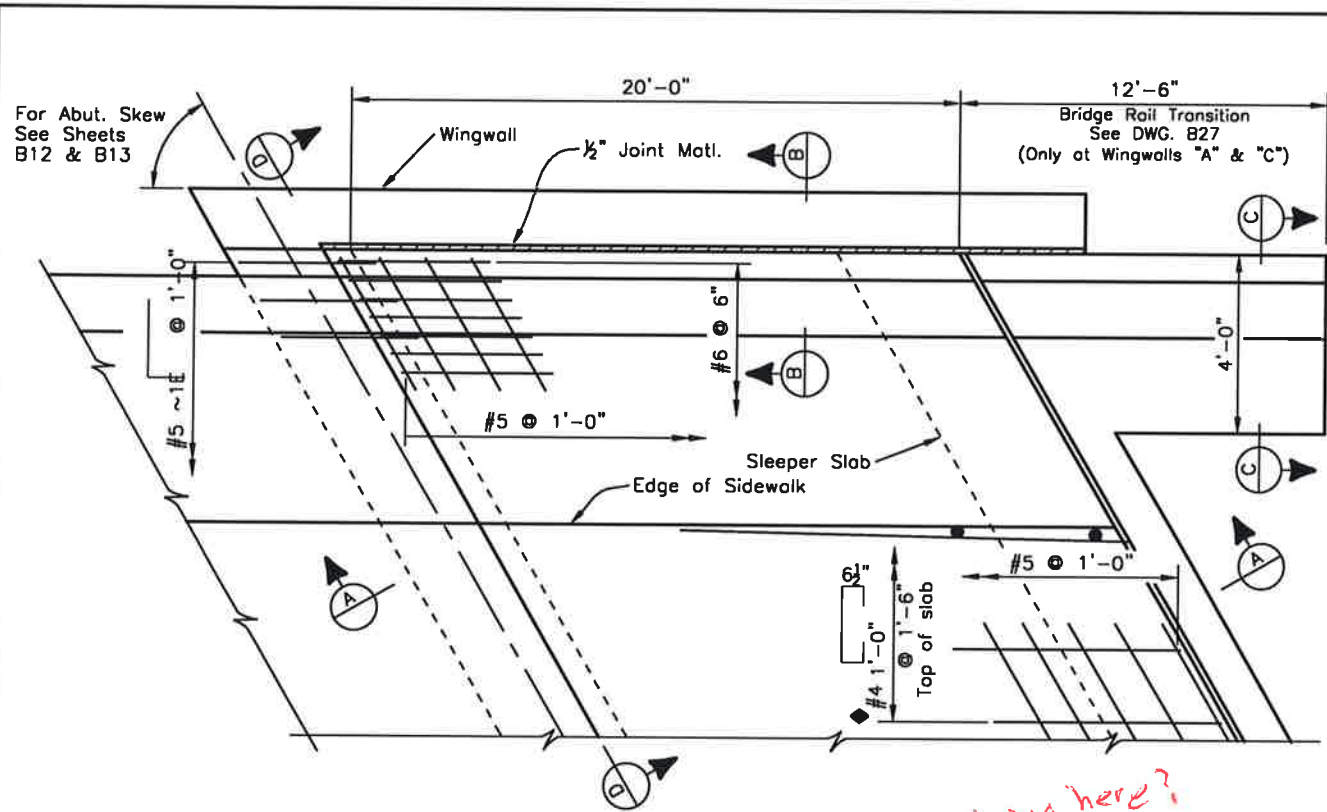 For Abut. Skew
See Sheets
B12 & B13
D
Wingwall
20'-0"
½" Joint Matl.
B
12'-6"
Bridge Rail Transition
See DWG. B27
(Only at Wingwalls "A" & "C")
C
#5 ~1E @ 1'-0"
#6 @ 6"
B
4'-0"
#5 @ 1'-0"
Sleeper Slab
C
Edge of Sidewalk
A
A
6½"
#4 1'-0"
@ 1'-6"
Top of slab
#5 @ 1'-0"
D
here?